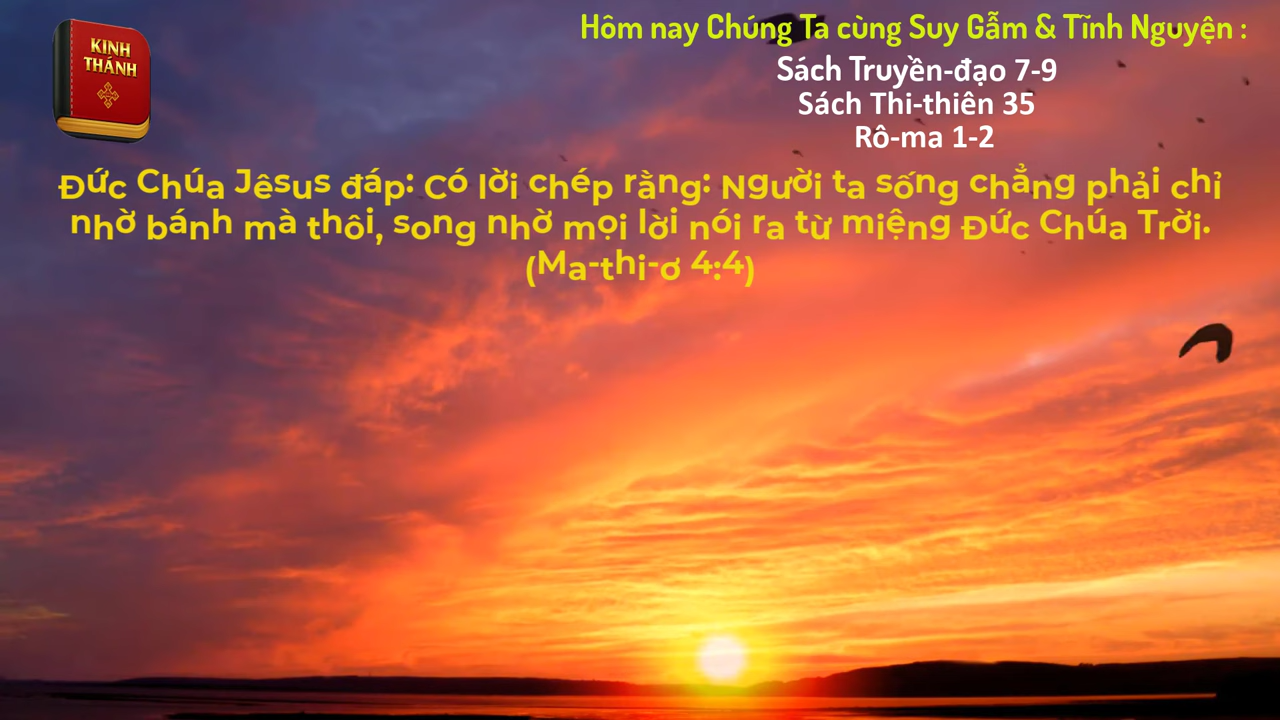 KINH
THÁNH
Hôm nay Chúng Ta cùng Suy Gẫm & Tĩnh Nguyện :
Sách Truyền-đạo 7-9
Sách Thi-thiên 35
Rô-ma 1-2
Đức Chúa Jêsus đáp: Có lời chép rằng: Người ta sống chẳng phải chỉ
nhờ bánh mà thôi, song nhờ mọi lời nói ra từ miệng Đức Chúa Trời.
(Ma-thi-ơ 4:4)